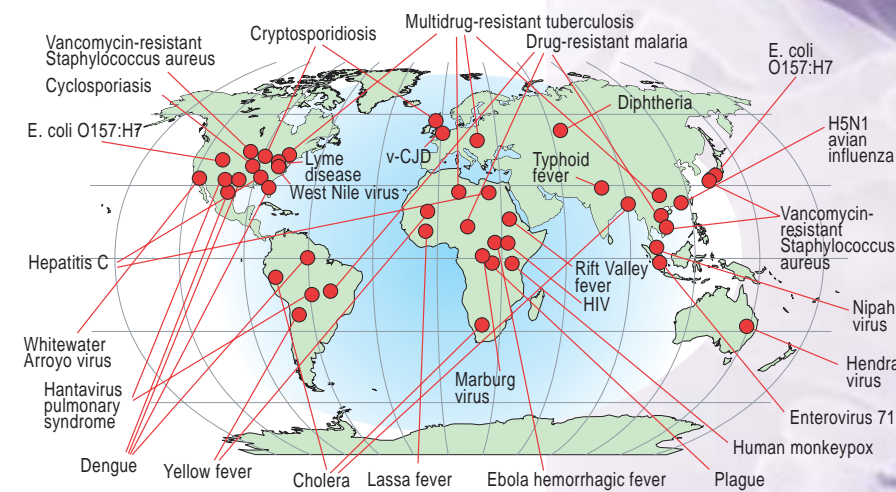 Multidrug-resistant tuberculosis
Cryptosporidiosis
Drug-resistant malaria
Vancomycin-resistant
Staphylococcus aureus
E. coli
O157:H7
Cyclosporiasis
Diphtheria
E. coli O157:H7
H5N1
avian
influenza
Lyme
disease
v-CJD
Typhoid
fever
West Nile virus
Vancomycin-
resistant
Staphylococcus
aureus
Hepatitis C
Rift Valley
fever
HIV
Nipah
virus
Whitewater
Arroyo virus
Hendra
virus
Marburg
virus
Hantavirus
pulmonary
syndrome
Enterovirus 71
Human monkeypox
Dengue
Yellow fever
Cholera
Lassa fever
Ebola hemorrhagic fever
Plague